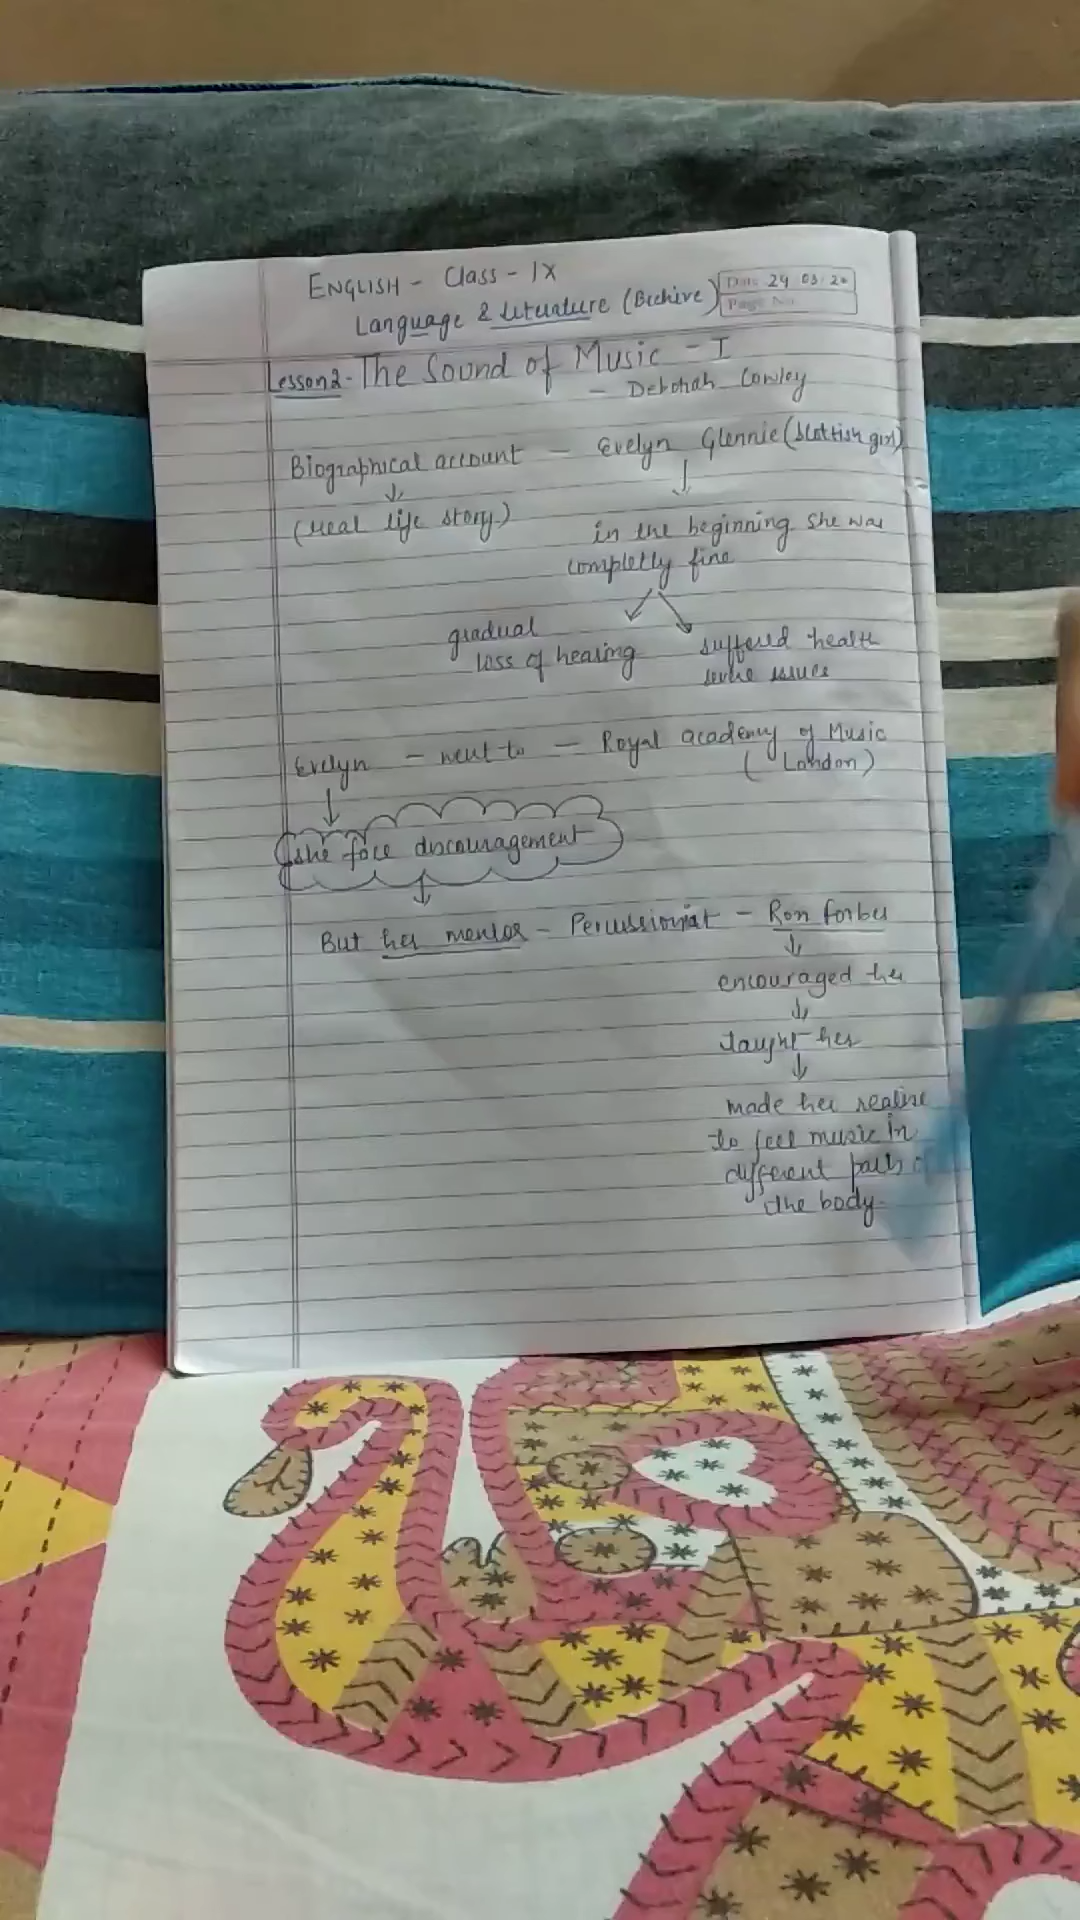 ENGLISH - Class - IX
Language & literature (Beehive)
Date 24 03.20
Page No.
Lesson 2 - The Sound of Music - I
- Deborah Cowley
Biographical account - Evelyn Glennie (Scottish girl)
(real life story)
in the beginning she was
completly fine
gradual
loss of hearing
suffered health
issues
Evelyn - went to - Royal academy of Music
(London)
she face discouragement
But her mentor - Percussionist - Ron forbes
encouraged her
taught her
made her realise
to feel music in
different parts
the body.